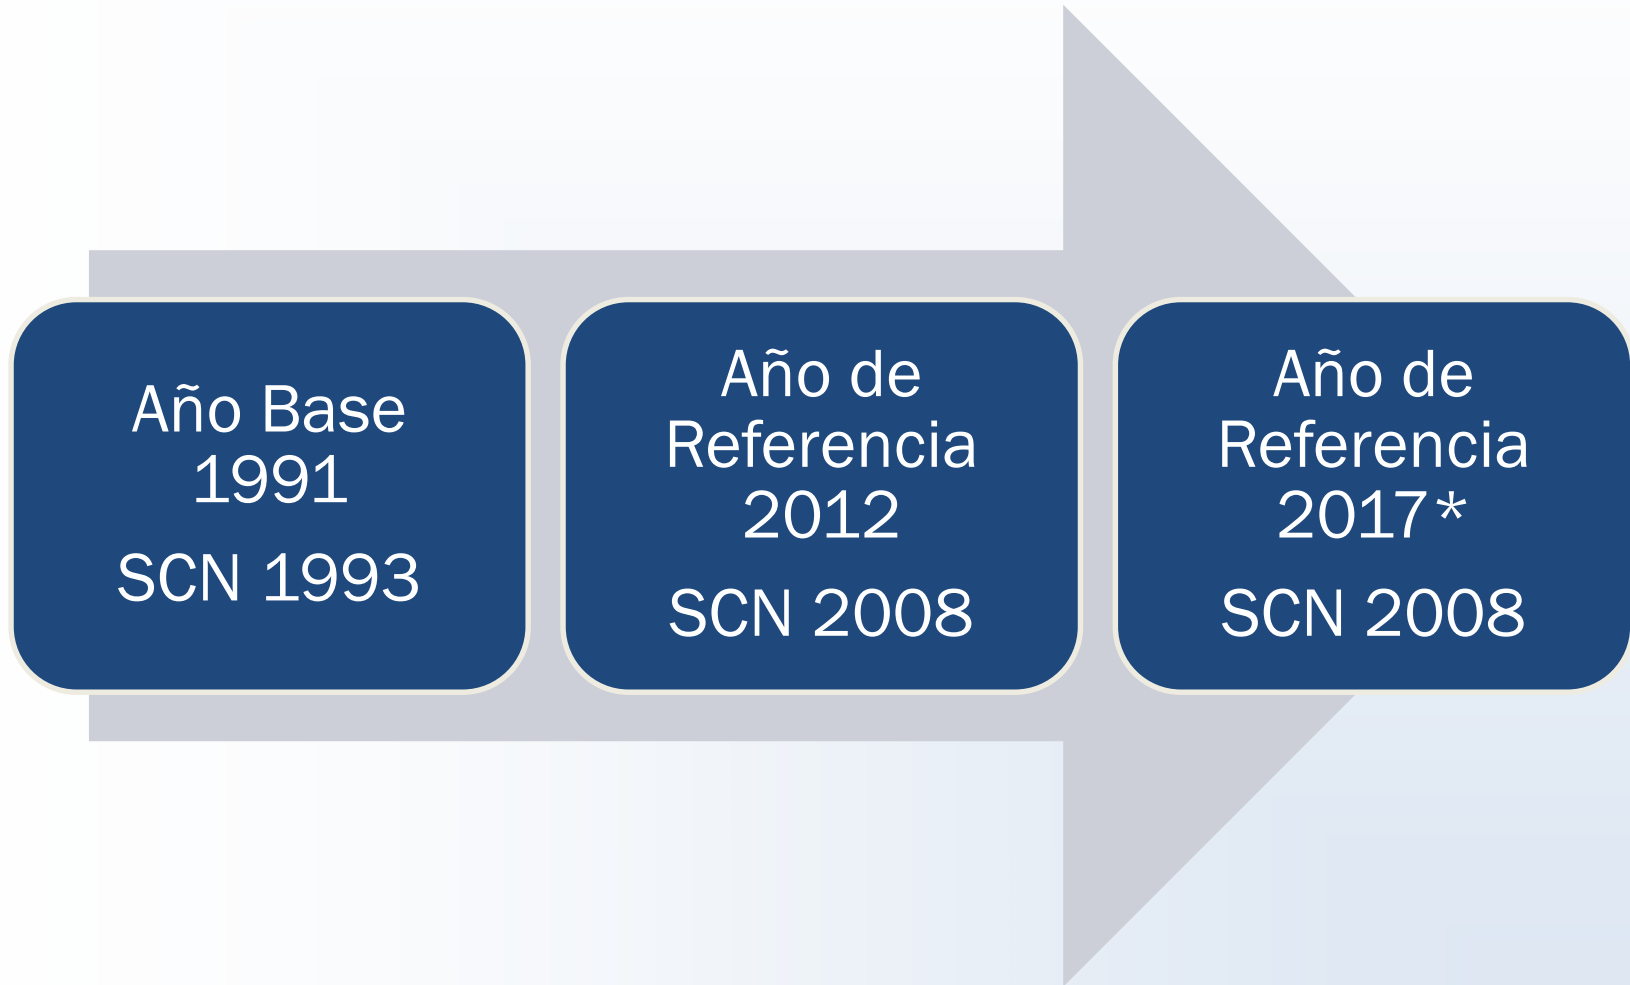 Año Base
1991
SCN 1993
Año de
Referencia
2012
SCN 2008
Año de
Referencia
2017*
SCN 2008